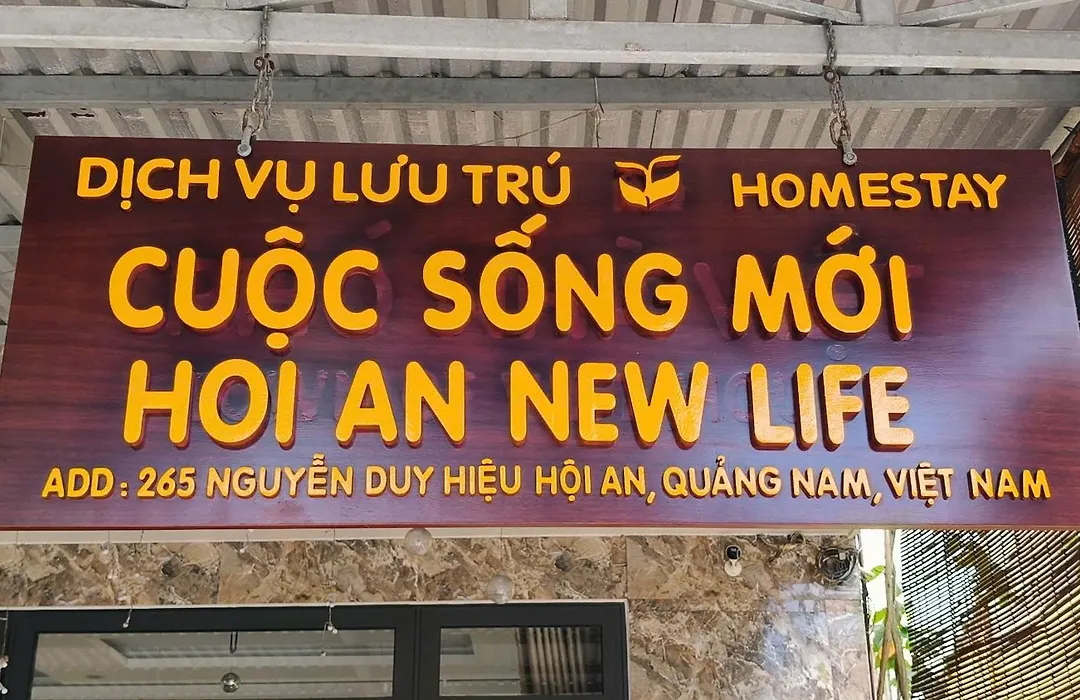 DỊCH VỤ LƯU TRÚ HOMESTAY
CUỘC SỐNG MỚI
HOI AN NEW LIFE
ADD : 265 NGUYỄN DUY HIỆU HỘI AN, QUẢNG NAM, VIỆT NAM